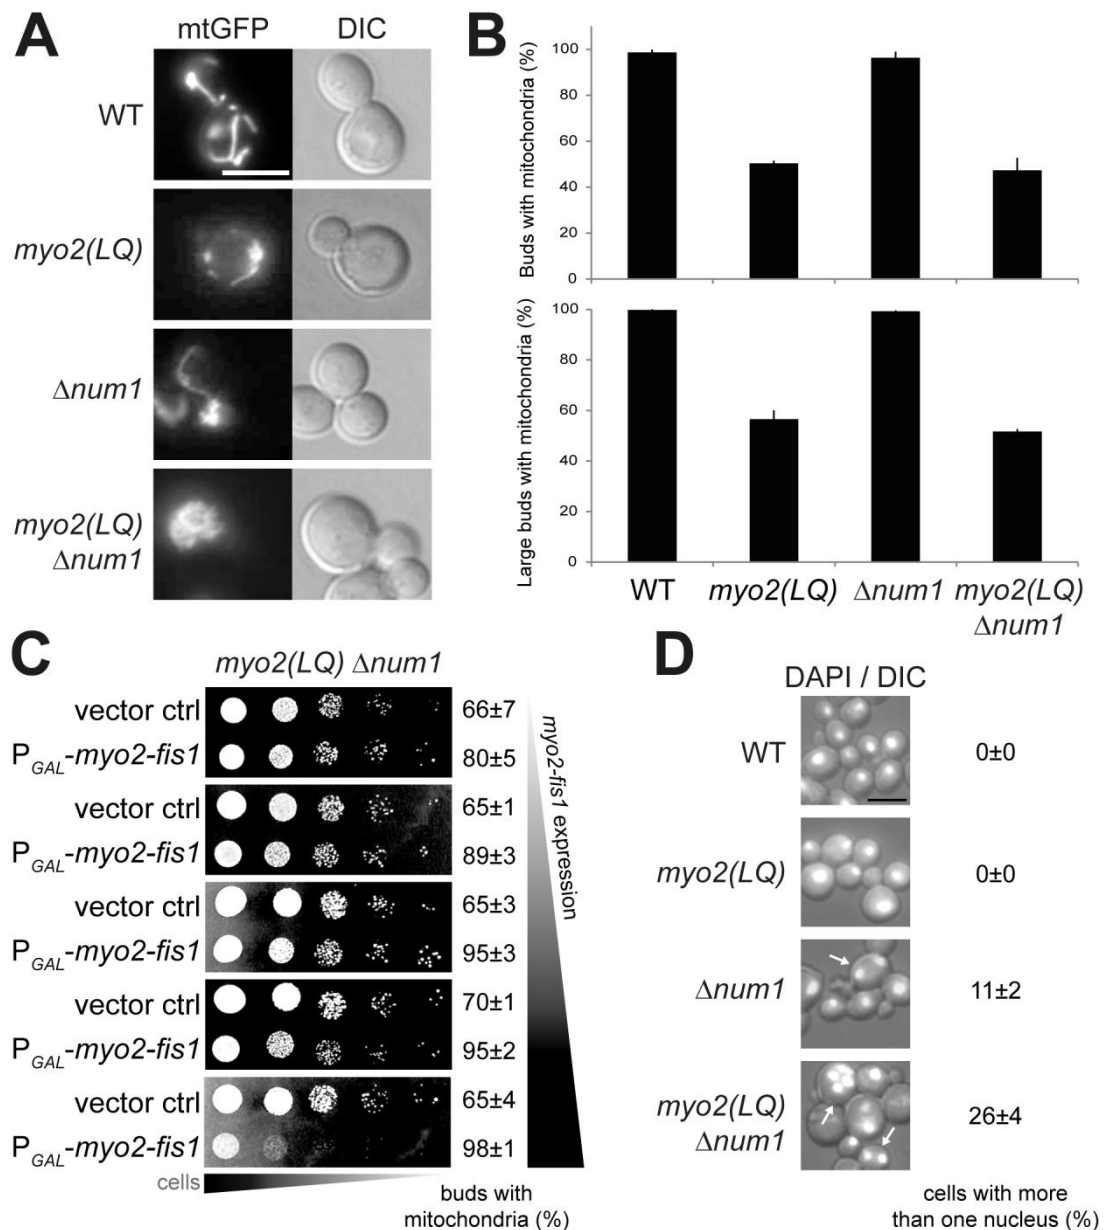 A
mtGFP DIC
WT
myo2(LQ)
Δnum1
myo2(LQ)
Δnum1
B
Buds with mitochondria (%)
100
80
60
40
20
0
Large buds with mitochondria (%)
100
80
60
40
20
0
WT myo2(LQ) Δnum1 myo2(LQ)
Δnum1
C
myo2(LQ) Δnum1
vector ctrl 66±7
PGAL-myo2-fis1 80±5
vector ctrl 65±1
PGAL-myo2-fis1 89±3
vector ctrl 65±3
PGAL-myo2-fis1 95±3
vector ctrl 70±1
PGAL-myo2-fis1 95±2
vector ctrl 65±4
PGAL-myo2-fis1 98±1
myo2-fis1 expression
cells
buds with
mitochondria (%)
D
DAPI / DIC
WT 0±0
myo2(LQ) 0±0
Δnum1 11±2
myo2(LQ)
Δnum1 26±4
cells with more
than one nucleus (%)